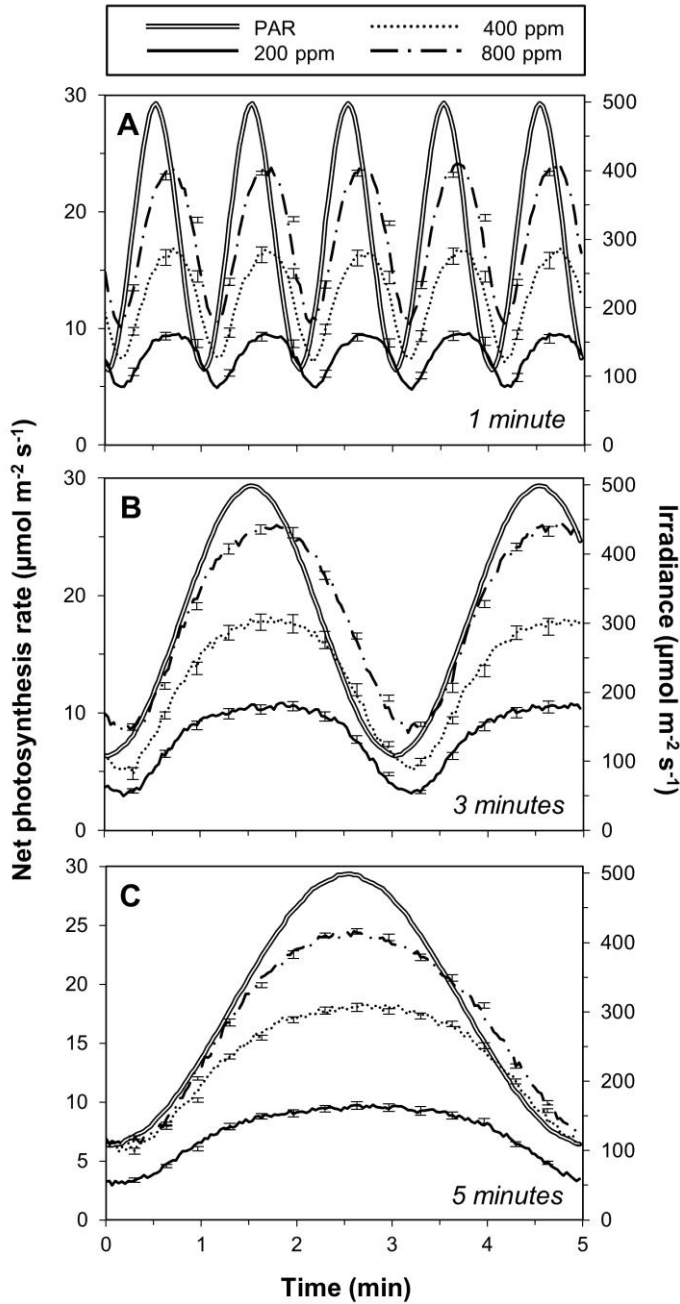 PAR 400 ppm
200 ppm 800 ppm
A
30
20
10
0
500
400
300
200
100
0
1 minute
B
30
20
10
0
500
400
300
200
100
0
3 minutes
C
30
25
20
15
10
5
0
500
400
300
200
100
0
5 minutes
0 1 2 3 4 5
Time (min)
Net photosynthesis rate (µmol m⁻² s⁻¹)
Irradiance (µmol m⁻² s⁻¹)